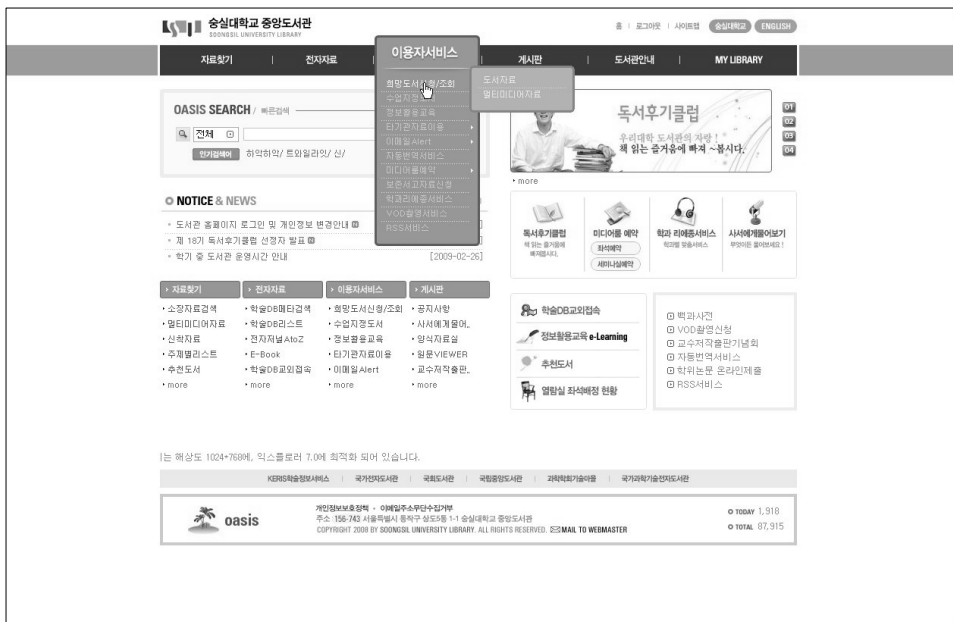 숭실대학교 중앙도서관
SOONGSIL UNIVERSITY LIBRARY
홈 로그아웃 사이트맵 숭실대학교 ENGLISH
자료찾기 전자자료 이용자서비스 게시판 도서관안내 MY LIBRARY
희망도서신청/조회
도서자료
멀티미디어자료
정보활용교육
타기관자료이용
이메일 Alert
자동번역서비스
미디어룸예약
보존서고자료신청
학과리에종서비스
VOD촬영서비스
RSS서비스
OASIS SEARCH / 빠른검색
전체
인기검색어 하악하악/ 트와일라잇/ 신/
독서후기클럽
우리대학 도서관의 자랑!
책 읽는 즐거움에 빠져 ~봅시다.
01
02
03
04
more
NOTICE & NEWS
도서관 홈페이지 로그인 및 개인정보 변경안내
제 18기 독서후기클럽 선정자 발표
학기 중 도서관 운영시간 안내 [2009-02-26]
독서후기클럽
책 읽는 즐거움에
빠져봅시다.
미디어룸 예약
좌석예약
세미나실예약
학과 리에종서비스
학과별 맞춤서비스
사서에게물어보기
무엇이든 물어보세요!
자료찾기 전자자료 이용자서비스 게시판
소장자료검색 학술DB메타검색 희망도서신청/조회 공지사항
멀티미디어자료 학술DB리스트 수업지정도서 사서에게물어..
신착자료 전자저널AtoZ 정보활용교육 양식자료실
주제별리스트 E-Book 타기관자료이용 원문VIEWER
추천도서 학술DB교외접속 이메일Alert 교수저작출판..
more more more more
학술DB교외접속
정보활용교육 e-Learning
추천도서
열람실 좌석배정 현황
백과사전
VOD촬영신청
교수저작출판기념회
자동번역서비스
학위논문 온라인제출
RSS서비스
는 해상도 1024*768에, 익스플로러 7.0에 최적화 되어 있습니다.
KERIS학술정보서비스 국가전자도서관 국회도서관 국립중앙도서관 과학학회기술마을 국가과학기술전자도서관
oasis
개인정보보호정책 이메일주소무단수집거부
주소 : 156-743 서울특별시 동작구 상도5동 1-1 숭실대학교 중앙도서관
COPYRIGHT 2008 BY SOONGSIL UNIVERSITY LIBRARY. ALL RIGHTS RESERVED. MAIL TO WEBMASTER
TODAY 1,918
TOTAL 87,915